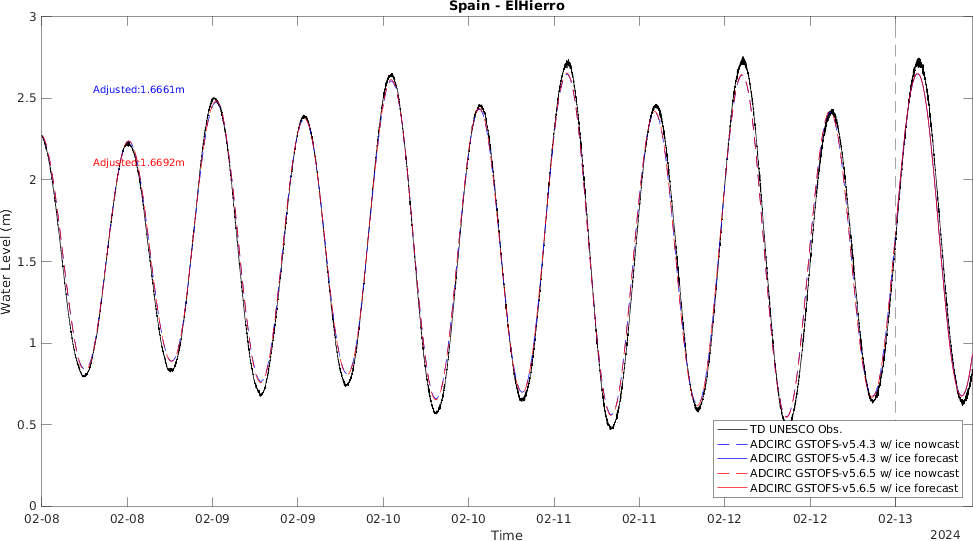 Spain - ElHierro
3
2.5
2
1.5
1
0.5
0
Water Level (m)
Adjusted:1.6661m
Adjusted:1.6692m
TD UNESCO Obs.
ADCIRC GSTOFS-v5.4.3 w/ ice nowcast
ADCIRC GSTOFS-v5.4.3 w/ ice forecast
ADCIRC GSTOFS-v5.6.5 w/ ice nowcast
ADCIRC GSTOFS-v5.6.5 w/ ice forecast
02-08 02-08 02-09 02-09 02-10 02-10 02-11 02-11 02-12 02-12 02-13
Time
2024